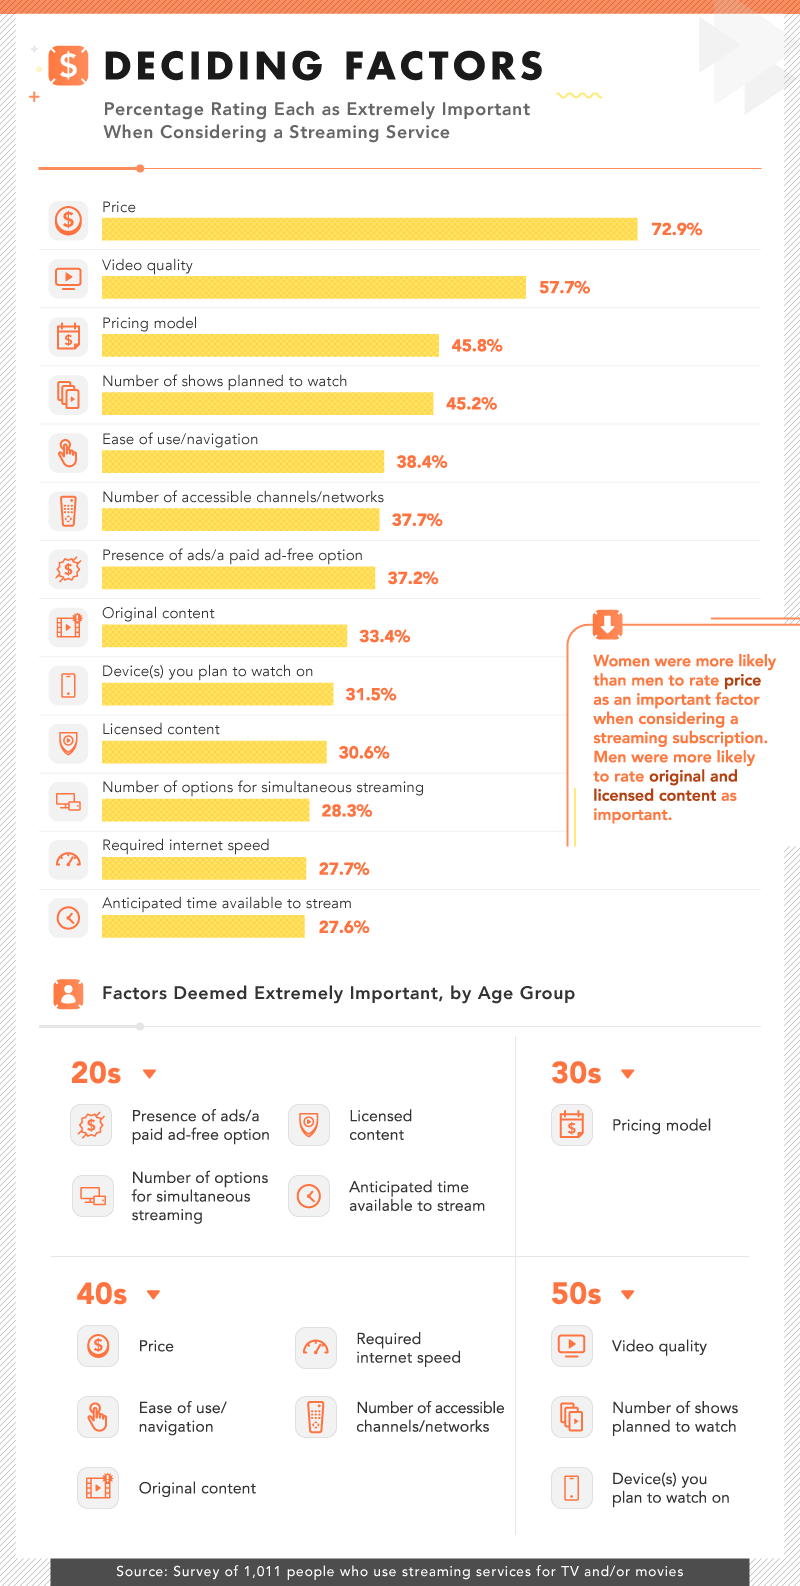 $ DECIDING FACTORS
Percentage Rating Each as Extremely Important
When Considering a Streaming Service
Price
72.9%
Video quality
57.7%
Pricing model
45.8%
Number of shows planned to watch
45.2%
Ease of use/navigation
38.4%
Number of accessible channels/networks
37.7%
Presence of ads/a paid ad-free option
37.2%
Original content
33.4%
Device(s) you plan to watch on
31.5%
Licensed content
30.6%
Number of options for simultaneous streaming
28.3%
Required internet speed
27.7%
Anticipated time available to stream
27.6%
Women were more likely
than men to rate price
as an important factor
when considering a
streaming subscription.
Men were more likely
to rate original and
licensed content as
important.
Factors Deemed Extremely Important, by Age Group
20s
Presence of ads/a
paid ad-free option
Licensed
content
Number of options
for simultaneous
streaming
Anticipated time
available to stream
30s
Pricing model
40s
Price
Required
internet speed
Ease of use/
navigation
Number of accessible
channels/networks
Original content
50s
Video quality
Number of shows
planned to watch
Device(s) you
plan to watch on
Source: Survey of 1,011 people who use streaming services for TV and/or movies